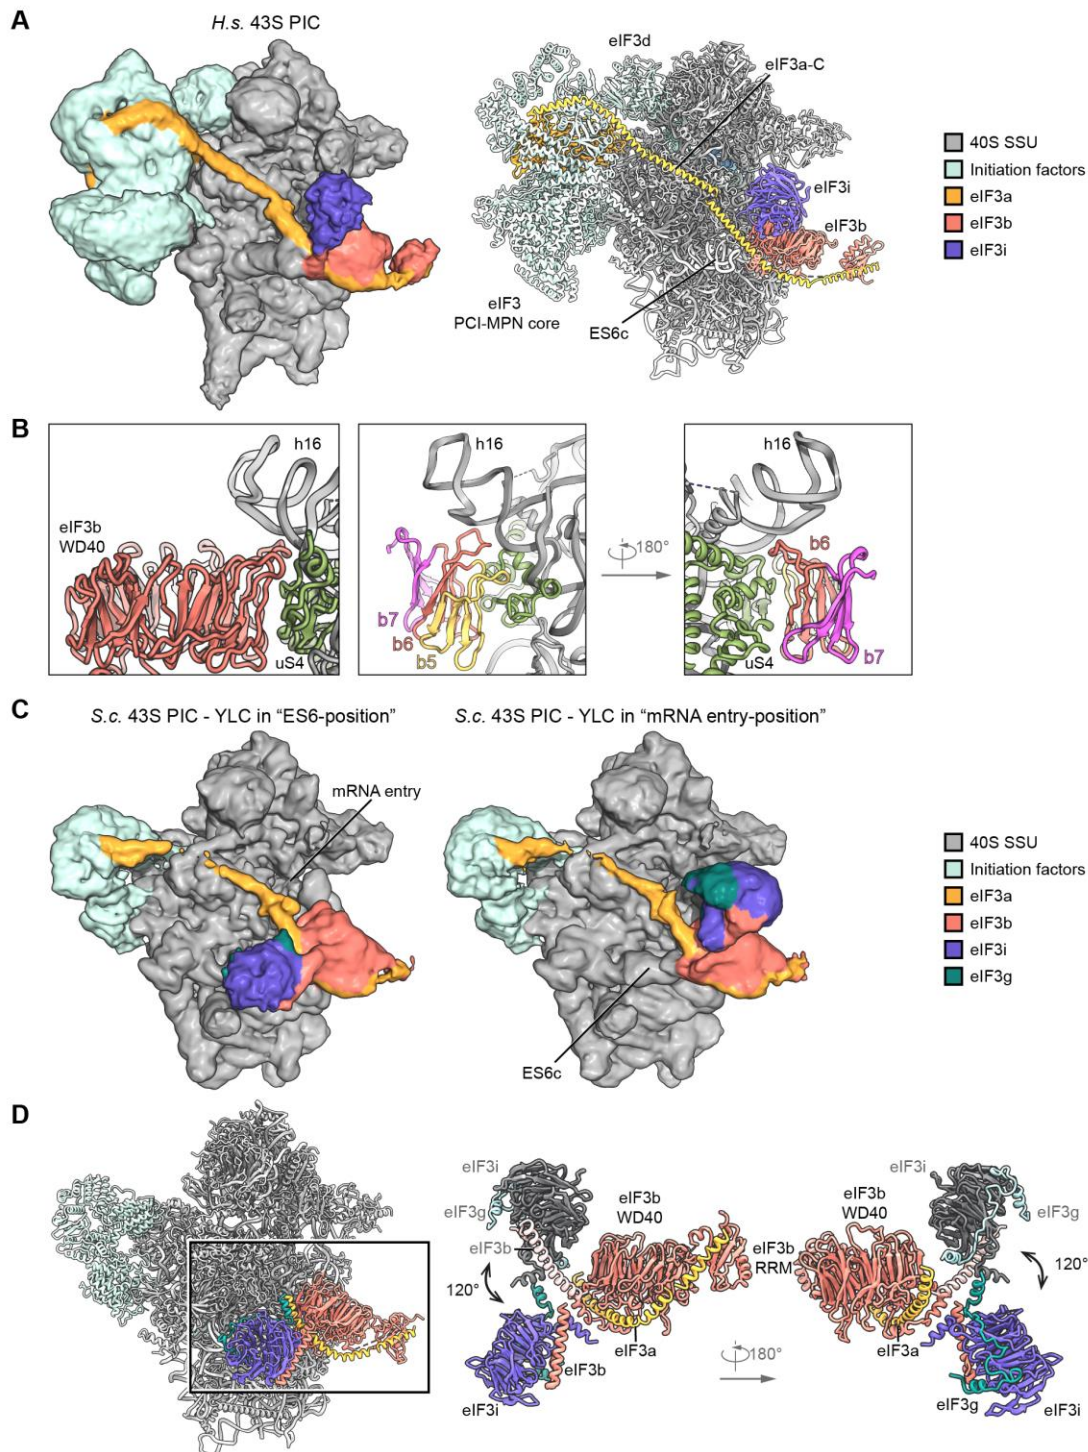 A
H.s. 43S PIC
eIF3d
eIF3a-C
eIF3i
eIF3b
eIF3
PCI-MPN core
ES6c
40S SSU
Initiation factors
eIF3a
eIF3b
eIF3i
B
h16
eIF3b
WD40
uS4
h16
b7
b6
b5
180°
h16
b6
uS4
b7
C
S.c. 43S PIC - YLC in “ES6-position”
S.c. 43S PIC - YLC in “mRNA entry-position”
mRNA entry
ES6c
40S SSU
Initiation factors
eIF3a
eIF3b
eIF3i
eIF3g
D
eIF3i
eIF3g
eIF3b
eIF3b
WD40
eIF3b
RRM
120°
eIF3a
eIF3b
eIF3i
180°
eIF3b
WD40
eIF3i
eIF3g
120°
eIF3a
eIF3g
eIF3i